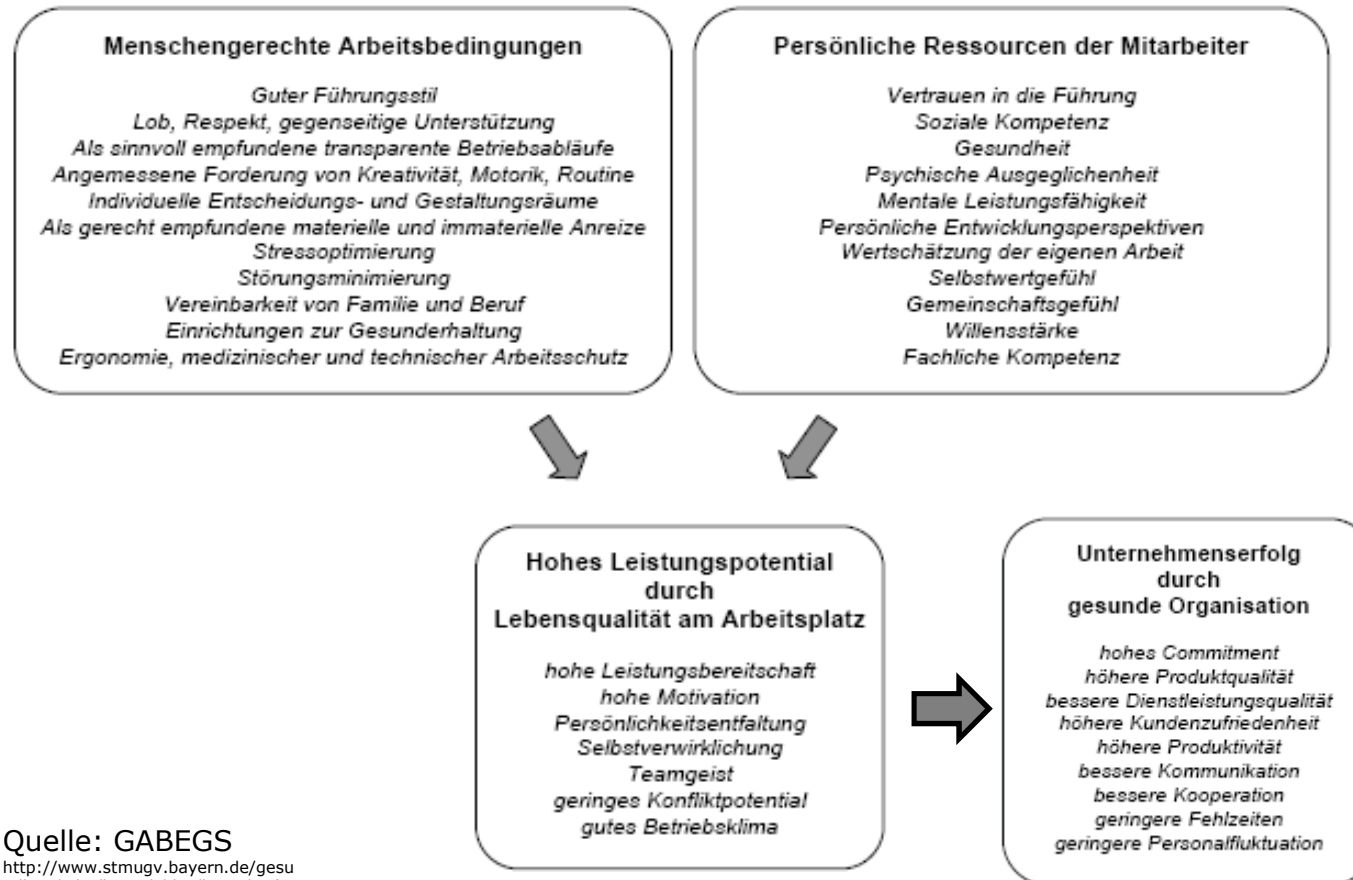 Menschengerechte Arbeitsbedingungen
Guter Führungsstil
Lob, Respekt, gegenseitige Unterstützung
Als sinnvoll empfundene transparente Betriebsabläufe
Angemessene Forderung von Kreativität, Motorik, Routine
Individuelle Entscheidungs- und Gestaltungsräume
Als gerecht empfundene materielle und immaterielle Anreize
Stressoptimierung
Störungsminimierung
Vereinbarkeit von Familie und Beruf
Einrichtungen zur Gesunderhaltung
Ergonomie, medizinischer und technischer Arbeitsschutz
Persönliche Ressourcen der Mitarbeiter
Vertrauen in die Führung
Soziale Kompetenz
Gesundheit
Psychische Ausgeglichenheit
Mentale Leistungsfähigkeit
Persönliche Entwicklungsperspektiven
Wertschätzung der eigenen Arbeit
Selbstwertgefühl
Gemeinschaftsgefühl
Willensstärke
Fachliche Kompetenz
Hohes Leistungspotential
durch
Lebensqualität am Arbeitsplatz
hohe Leistungsbereitschaft
hohe Motivation
Persönlichkeitsentfaltung
Selbstverwirklichung
Teamgeist
geringes Konfliktpotential
gutes Betriebsklima
Unternehmenserfolg
durch
gesunde Organisation
hohes Commitment
höhere Produktqualität
bessere Dienstleistungsqualität
höhere Kundenzufriedenheit
höhere Produktivität
bessere Kommunikation
bessere Kooperation
geringere Fehlzeiten
geringere Personalfluktuation
Quelle: GABEGS
http://www.stmugv.bayern.de/gesu